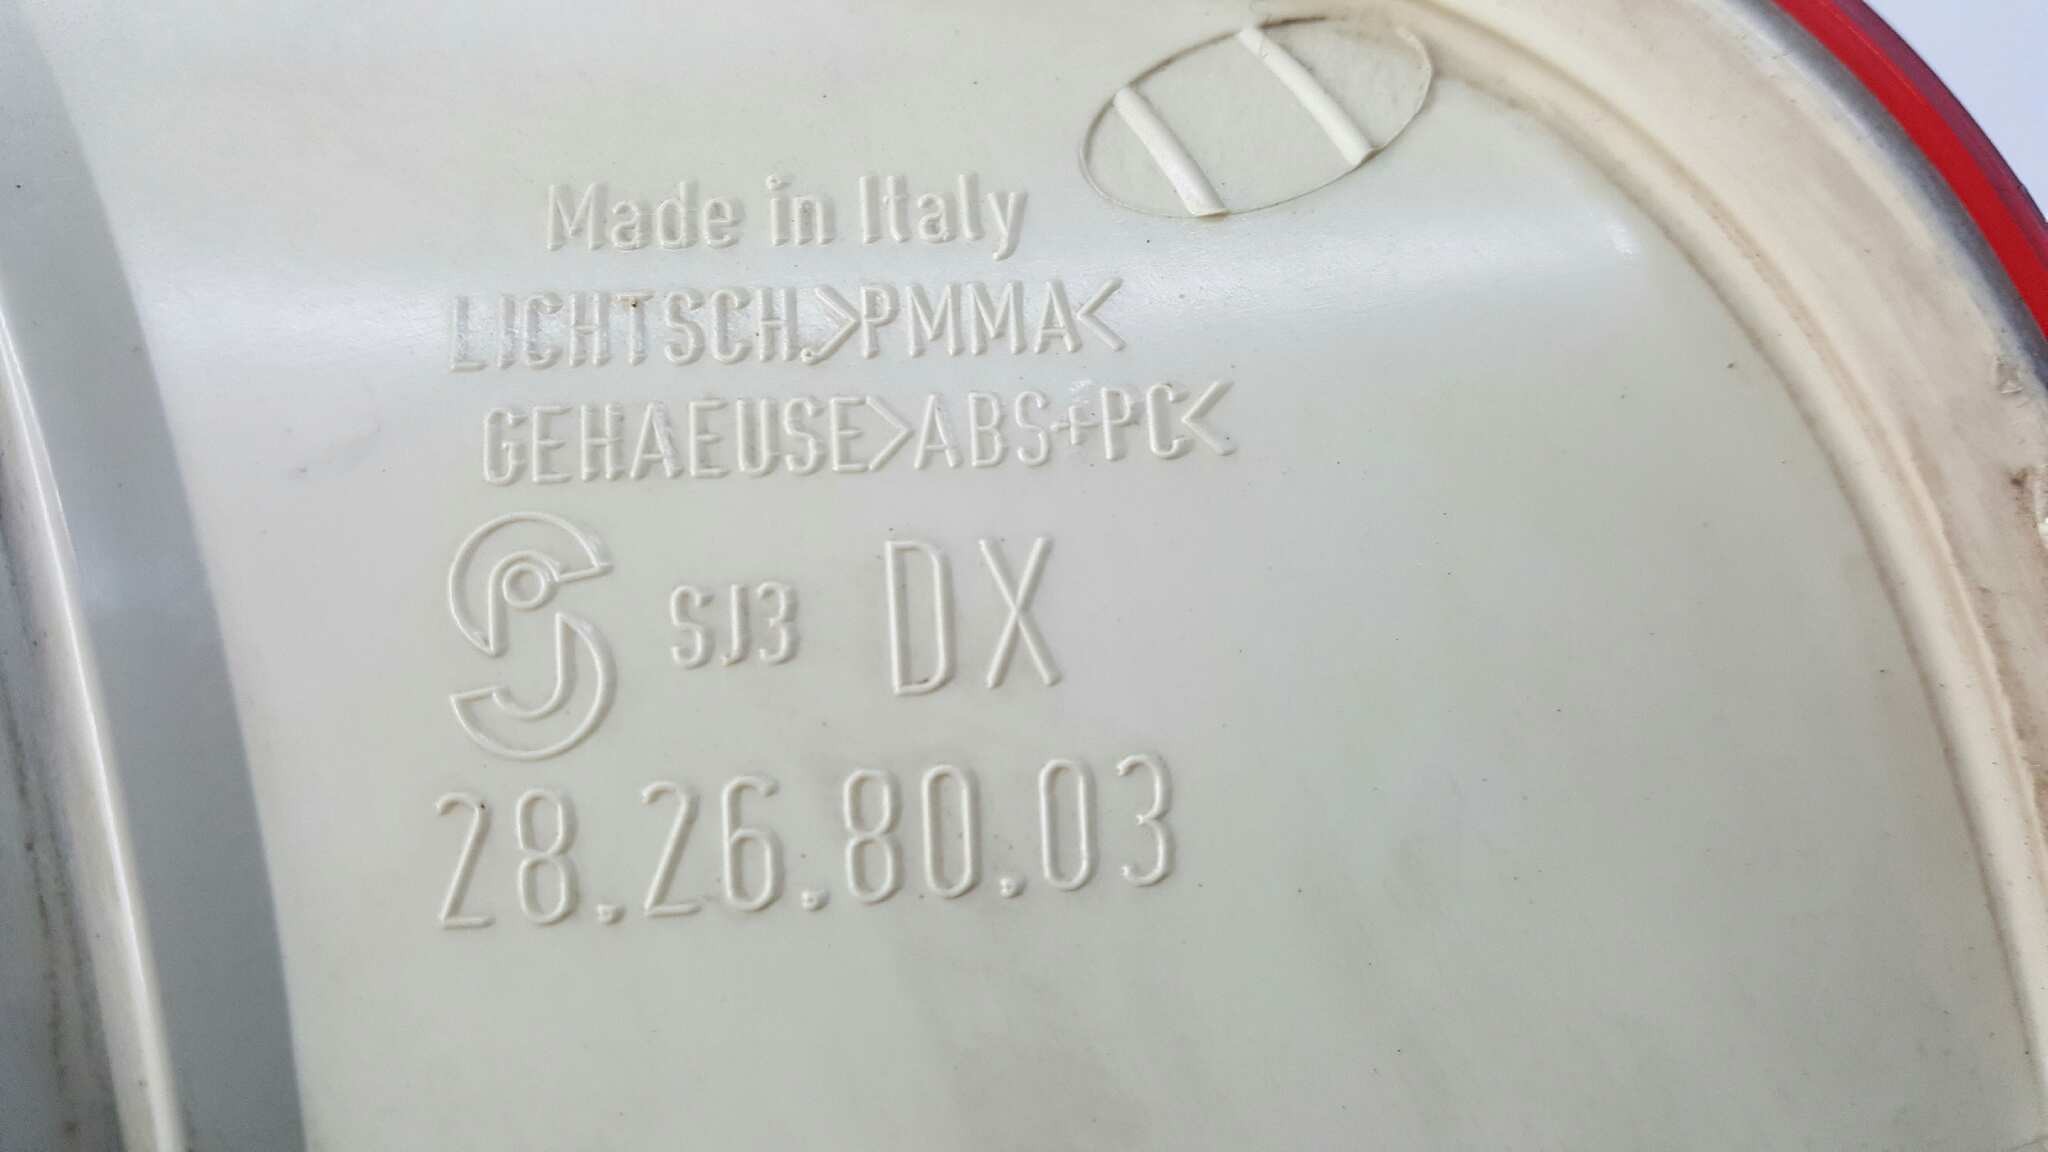 Made in Italy
LICHTSCH.>PMMA<
GEHAEUSE>ABS+PC<
SJ3 DX
28.26.80.03